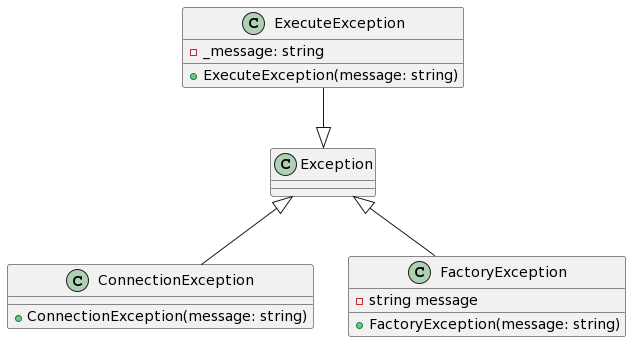 C ExecuteException
_message: string
ExecuteException(message: string)
C Exception
C ConnectionException
ConnectionException(message: string)
C FactoryException
string message
FactoryException(message: string)